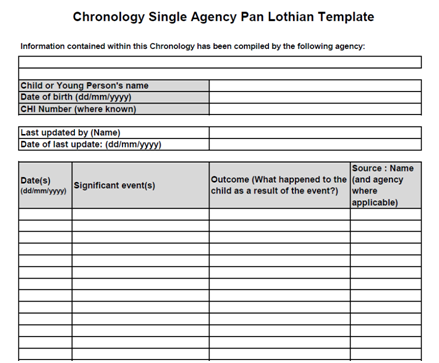 Chronology Single Agency Pan Lothian Template
Information contained within this Chronology has been compiled by the following agency:
Child or Young Person's name
Date of birth (dd/mm/yyyy)
CHI Number (where known)
Last updated by (Name)
Date of last update: (dd/mm/yyyy)
Date(s)
(dd/mm/yyyy)
Significant event(s)
Outcome (What happened to the
child as a result of the event?)
Source : Name
(and agency
where
applicable)